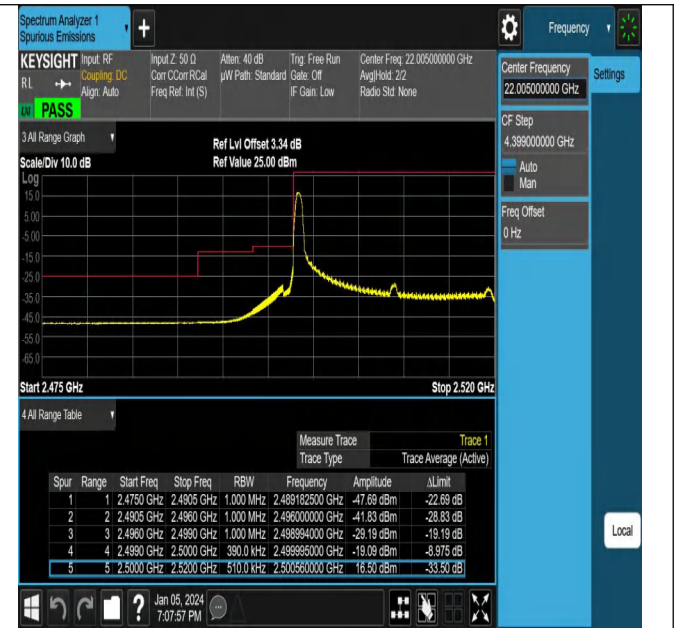 Spectrum Analyzer 1
Spurious Emissions
Frequency
KEYSIGHT Input: RF Input Z: 50 Ω Atten: 40 dB Trig: Free Run Center Freq: 22.005000000 GHz
RL Coupling: DC Corr CCorr RCal µW Path: Standard Gate: Off Avg|Hold: 2/2
Align: Auto Freq Ref: Int (S) IF Gain: Low Radio Std: None
PASS
Center Frequency
22.005000000 GHz
Settings
CF Step
4.399000000 GHz
Auto
Man
Freq Offset
0 Hz
3 All Range Graph
Ref Lvl Offset 3.34 dB
Scale/Div 10.0 dB Ref Value 25.00 dBm
Log
15.0
5.00
-5.00
-15.0
-25.0
-35.0
-45.0
-55.0
-65.0
Start 2.475 GHz Stop 2.520 GHz
4 All Range Table
Measure Trace Trace 1
Trace Type Trace Average (Active)
Spur Range Start Freq Stop Freq RBW Frequency Amplitude ΔLimit
1 1 2.4750 GHz 2.4905 GHz 1.000 MHz 2.489182500 GHz -47.69 dBm -22.69 dB
2 2 2.4905 GHz 2.4960 GHz 1.000 MHz 2.496000000 GHz -41.83 dBm -28.83 dB
3 3 2.4960 GHz 2.4990 GHz 1.000 MHz 2.498994000 GHz -29.19 dBm -19.19 dB
4 4 2.4990 GHz 2.5000 GHz 390.0 kHz 2.499995000 GHz -19.09 dBm -8.975 dB
5 5 2.5000 GHz 2.5200 GHz 510.0 kHz 2.500560000 GHz 16.50 dBm -33.50 dB
Local
Jan 05, 2024
7:07:57 PM